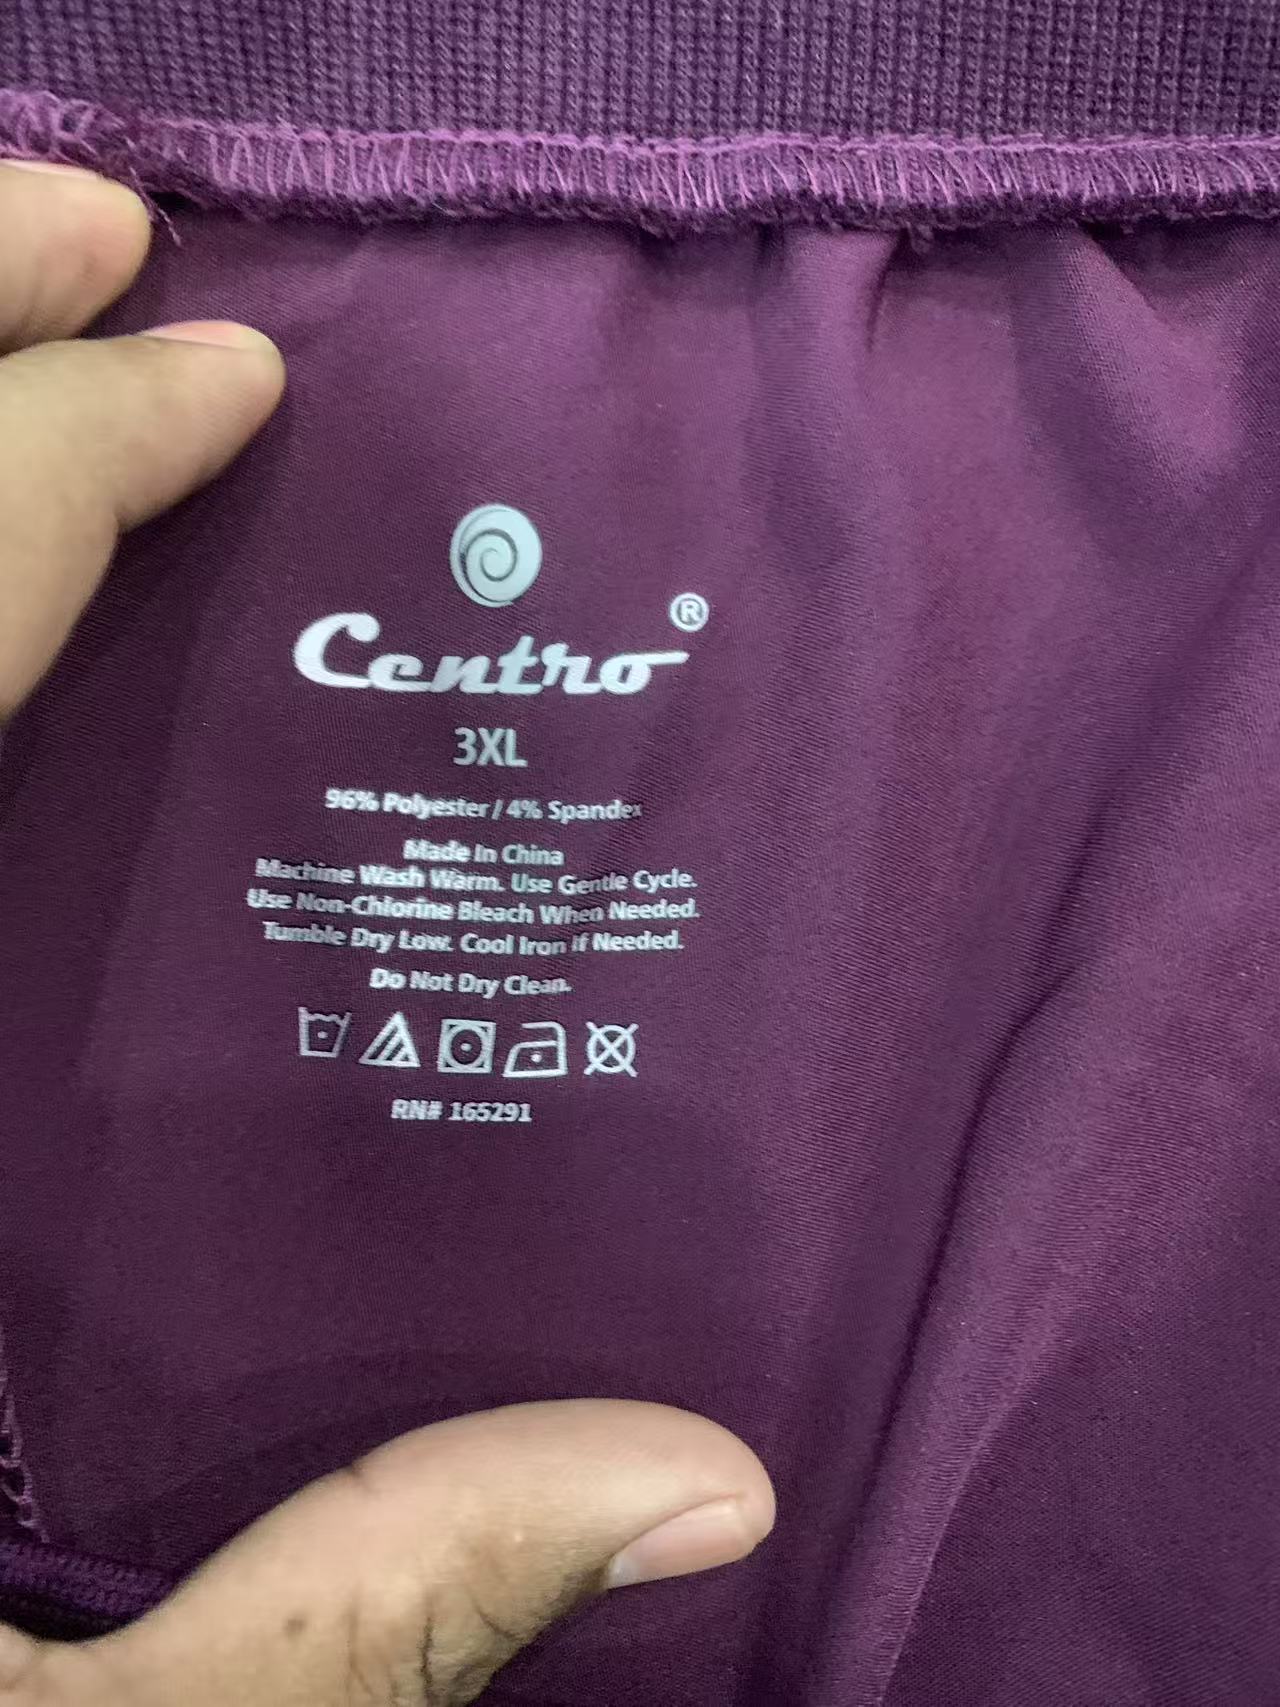 Centro®
3XL
96% Polyester / 4% Spandex
Made In China
Machine Wash Warm. Use Gentle Cycle.
Use Non-Chlorine Bleach When Needed.
Tumble Dry Low. Cool Iron If Needed.
Do Not Dry Clean.
RN# 165291